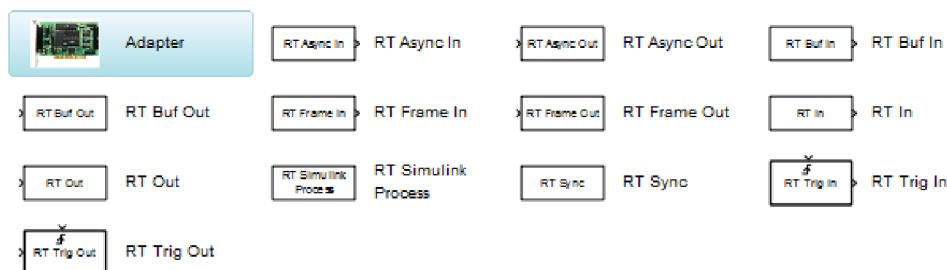 Adapter
RT Async In RT Async In
RT Async Out RT Async Out
RT Buf In RT Buf In
RT Buf Out RT Buf Out
RT Frame In RT Frame In
RT Frame Out RT Frame Out
RT In RT In
RT Out RT Out
RT Simulink
Process
RT Simulink
Process
RT Sync RT Sync
RT Trig In RT Trig In
RT Trig Out RT Trig Out